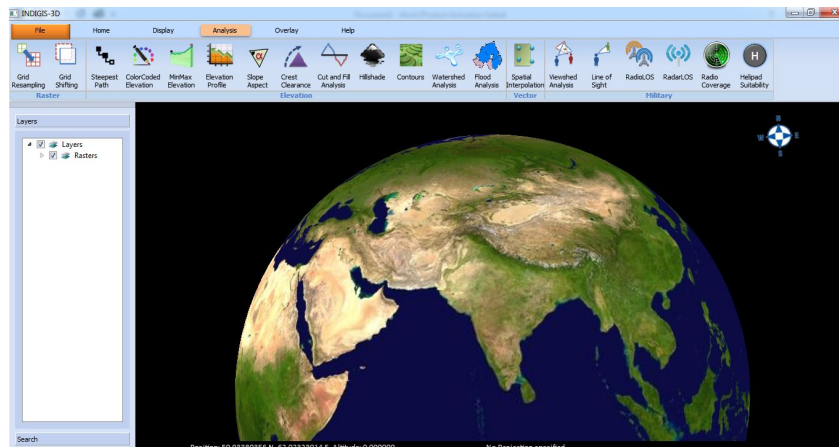 INDIGIS-3D
File Home Display Analysis Overlay Help
Grid Resampling
Grid Shifting
Steepest Path
ColorCoded Elevation
MinMax Elevation
Elevation Profile
Slope Aspect
Crest Clearance
Cut and Fill Analysis
Hillshade
Contours
Watershed Analysis
Flood Analysis
Spatial Interpolation
Viewshed Analysis
Line of Sight
RadioLOS
RadarLOS
Radio Coverage
H
Helipad Suitability
Raster Elevation Vector Military
Layers
Layers
Rasters
N
W E
S
Search
No Projection specified